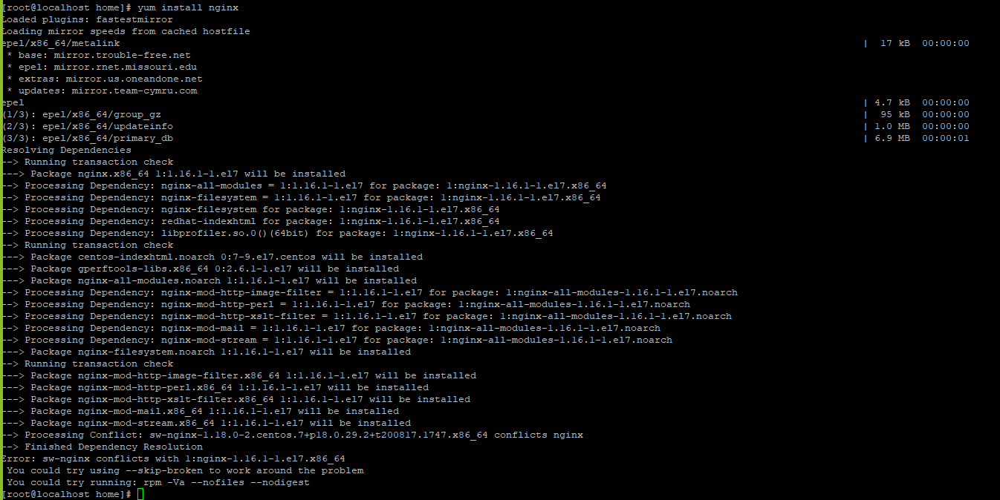 [root@localhost home]# yum install nginx
Loaded plugins: fastestmirror
Loading mirror speeds from cached hostfile
epel/x86_64/metalink | 17 kB 00:00:00
* base: mirror.trouble-free.net
* epel: mirror.rnet.missouri.edu
* extras: mirror.us.oneandone.net
* updates: mirror.team-cymru.com
epel | 4.7 kB 00:00:00
(1/3): epel/x86_64/group_gz | 95 kB 00:00:00
(2/3): epel/x86_64/updateinfo | 1.0 MB 00:00:00
(3/3): epel/x86_64/primary_db | 6.9 MB 00:00:01
Resolving Dependencies
--> Running transaction check
---> Package nginx.x86_64 1:1.16.1-1.el7 will be installed
--> Processing Dependency: nginx-all-modules = 1:1.16.1-1.el7 for package: 1:nginx-1.16.1-1.el7.x86_64
--> Processing Dependency: nginx-filesystem = 1:1.16.1-1.el7 for package: 1:nginx-1.16.1-1.el7.x86_64
--> Processing Dependency: nginx-filesystem for package: 1:nginx-1.16.1-1.el7.x86_64
--> Processing Dependency: redhat-indexhtml for package: 1:nginx-1.16.1-1.el7.x86_64
--> Processing Dependency: libprofiler.so.0()(64bit) for package: 1:nginx-1.16.1-1.el7.x86_64
--> Running transaction check
---> Package centos-indexhtml.noarch 0:7-9.el7.centos will be installed
---> Package gperftools-libs.x86_64 0:2.6.1-1.el7 will be installed
---> Package nginx-all-modules.noarch 1:1.16.1-1.el7 will be installed
--> Processing Dependency: nginx-mod-http-image-filter = 1:1.16.1-1.el7 for package: 1:nginx-all-modules-1.16.1-1.el7.noarch
--> Processing Dependency: nginx-mod-http-perl = 1:1.16.1-1.el7 for package: 1:nginx-all-modules-1.16.1-1.el7.noarch
--> Processing Dependency: nginx-mod-http-xslt-filter = 1:1.16.1-1.el7 for package: 1:nginx-all-modules-1.16.1-1.el7.noarch
--> Processing Dependency: nginx-mod-mail = 1:1.16.1-1.el7 for package: 1:nginx-all-modules-1.16.1-1.el7.noarch
--> Processing Dependency: nginx-mod-stream = 1:1.16.1-1.el7 for package: 1:nginx-all-modules-1.16.1-1.el7.noarch
---> Package nginx-filesystem.noarch 1:1.16.1-1.el7 will be installed
--> Running transaction check
---> Package nginx-mod-http-image-filter.x86_64 1:1.16.1-1.el7 will be installed
---> Package nginx-mod-http-perl.x86_64 1:1.16.1-1.el7 will be installed
---> Package nginx-mod-http-xslt-filter.x86_64 1:1.16.1-1.el7 will be installed
---> Package nginx-mod-mail.x86_64 1:1.16.1-1.el7 will be installed
---> Package nginx-mod-stream.x86_64 1:1.16.1-1.el7 will be installed
--> Processing Conflict: sw-nginx-1.18.0-2.centos.7+p18.0.29.2+t200817.1747.x86_64 conflicts nginx
--> Finished Dependency Resolution
Error: sw-nginx conflicts with 1:nginx-1.16.1-1.el7.x86_64
You could try using --skip-broken to work around the problem
You could try running: rpm -Va --nofiles --nodigest
[root@localhost home]#